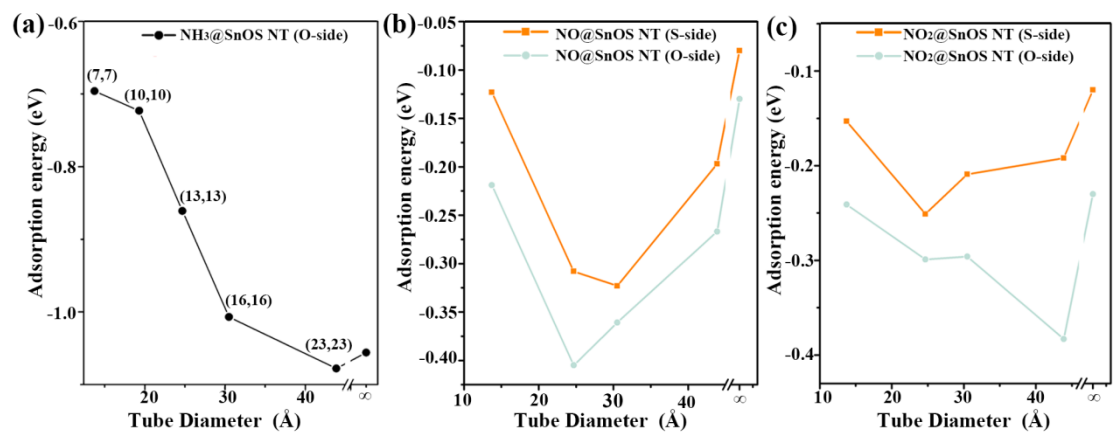 (a)
NH₃@SnOS NT (O-side)
(7,7)
(10,10)
(13,13)
(16,16)
(23,23)
-0.6
-0.8
-1.0
Adsorption energy (eV)
20
30
40
∞
Tube Diameter (Å)
(b)
NO@SnOS NT (S-side)
NO@SnOS NT (O-side)
-0.05
-0.10
-0.15
-0.20
-0.25
-0.30
-0.35
-0.40
Adsorption energy (eV)
10
20
30
40
∞
Tube Diameter (Å)
(c)
NO₂@SnOS NT (S-side)
NO₂@SnOS NT (O-side)
-0.1
-0.2
-0.3
-0.4
Adsorption energy (eV)
10
20
30
40
∞
Tube Diameter (Å)